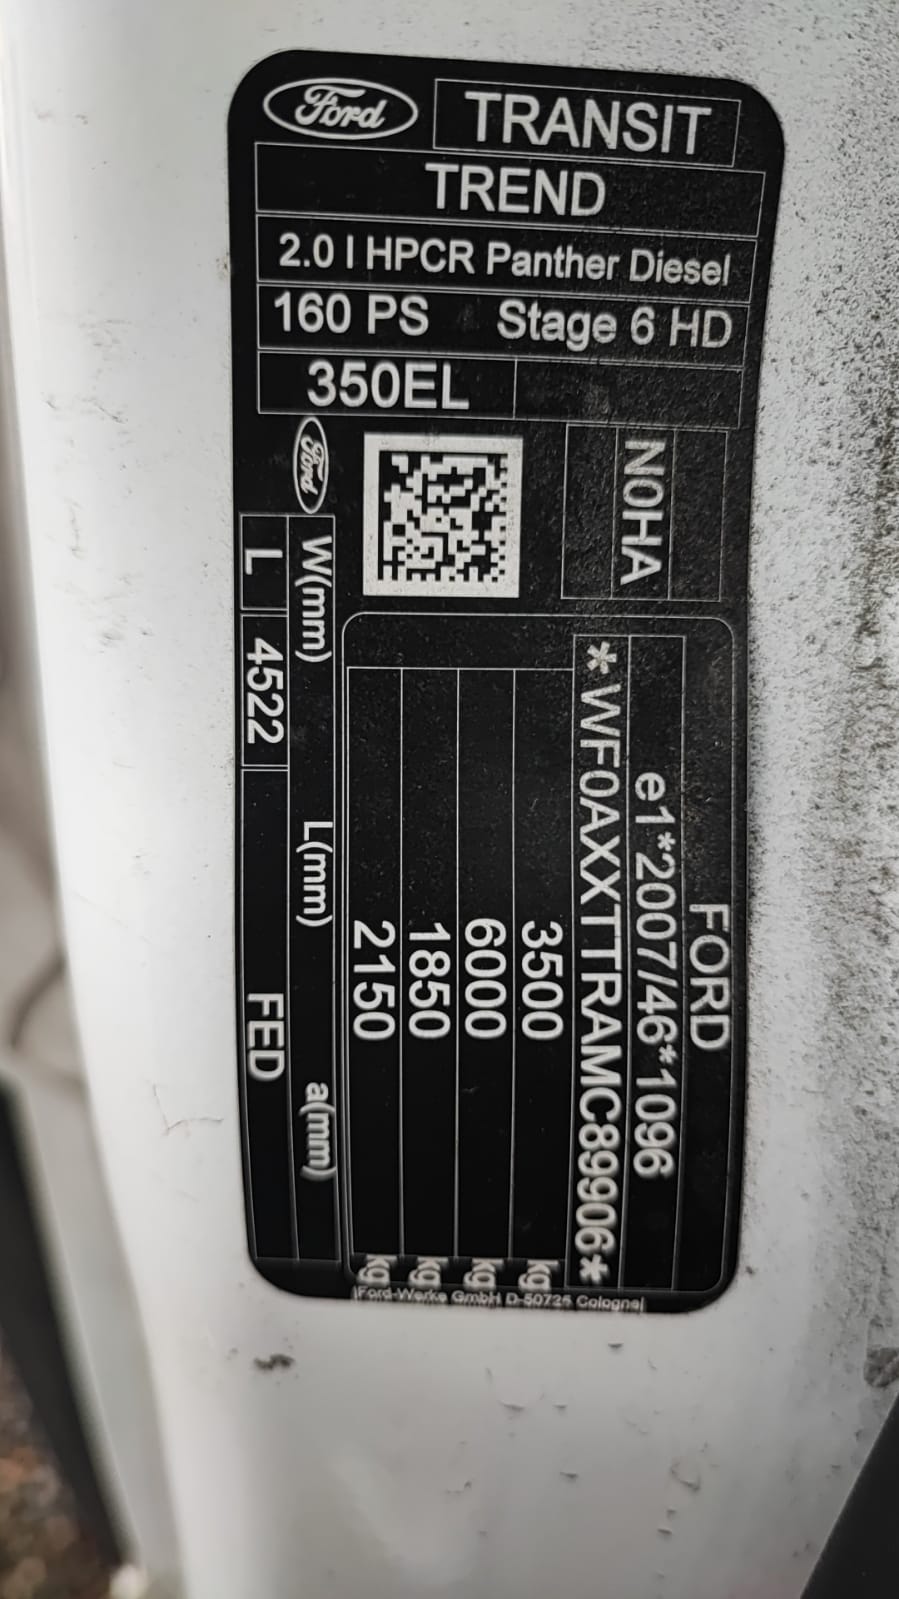 Ford TRANSIT
TREND
2.0 l HPCR Panther Diesel
160 PS Stage 6 HD
350EL
N0HA
FORD
e1*2007/46*1096
*WF0AXXTTRAMC89906*
3500 kg
6000 kg
1850 kg
2150 kg
Ford W(mm) L(mm) a(mm)
L 4522 FED
Ford-Werke GmbH D-50725 Cologne